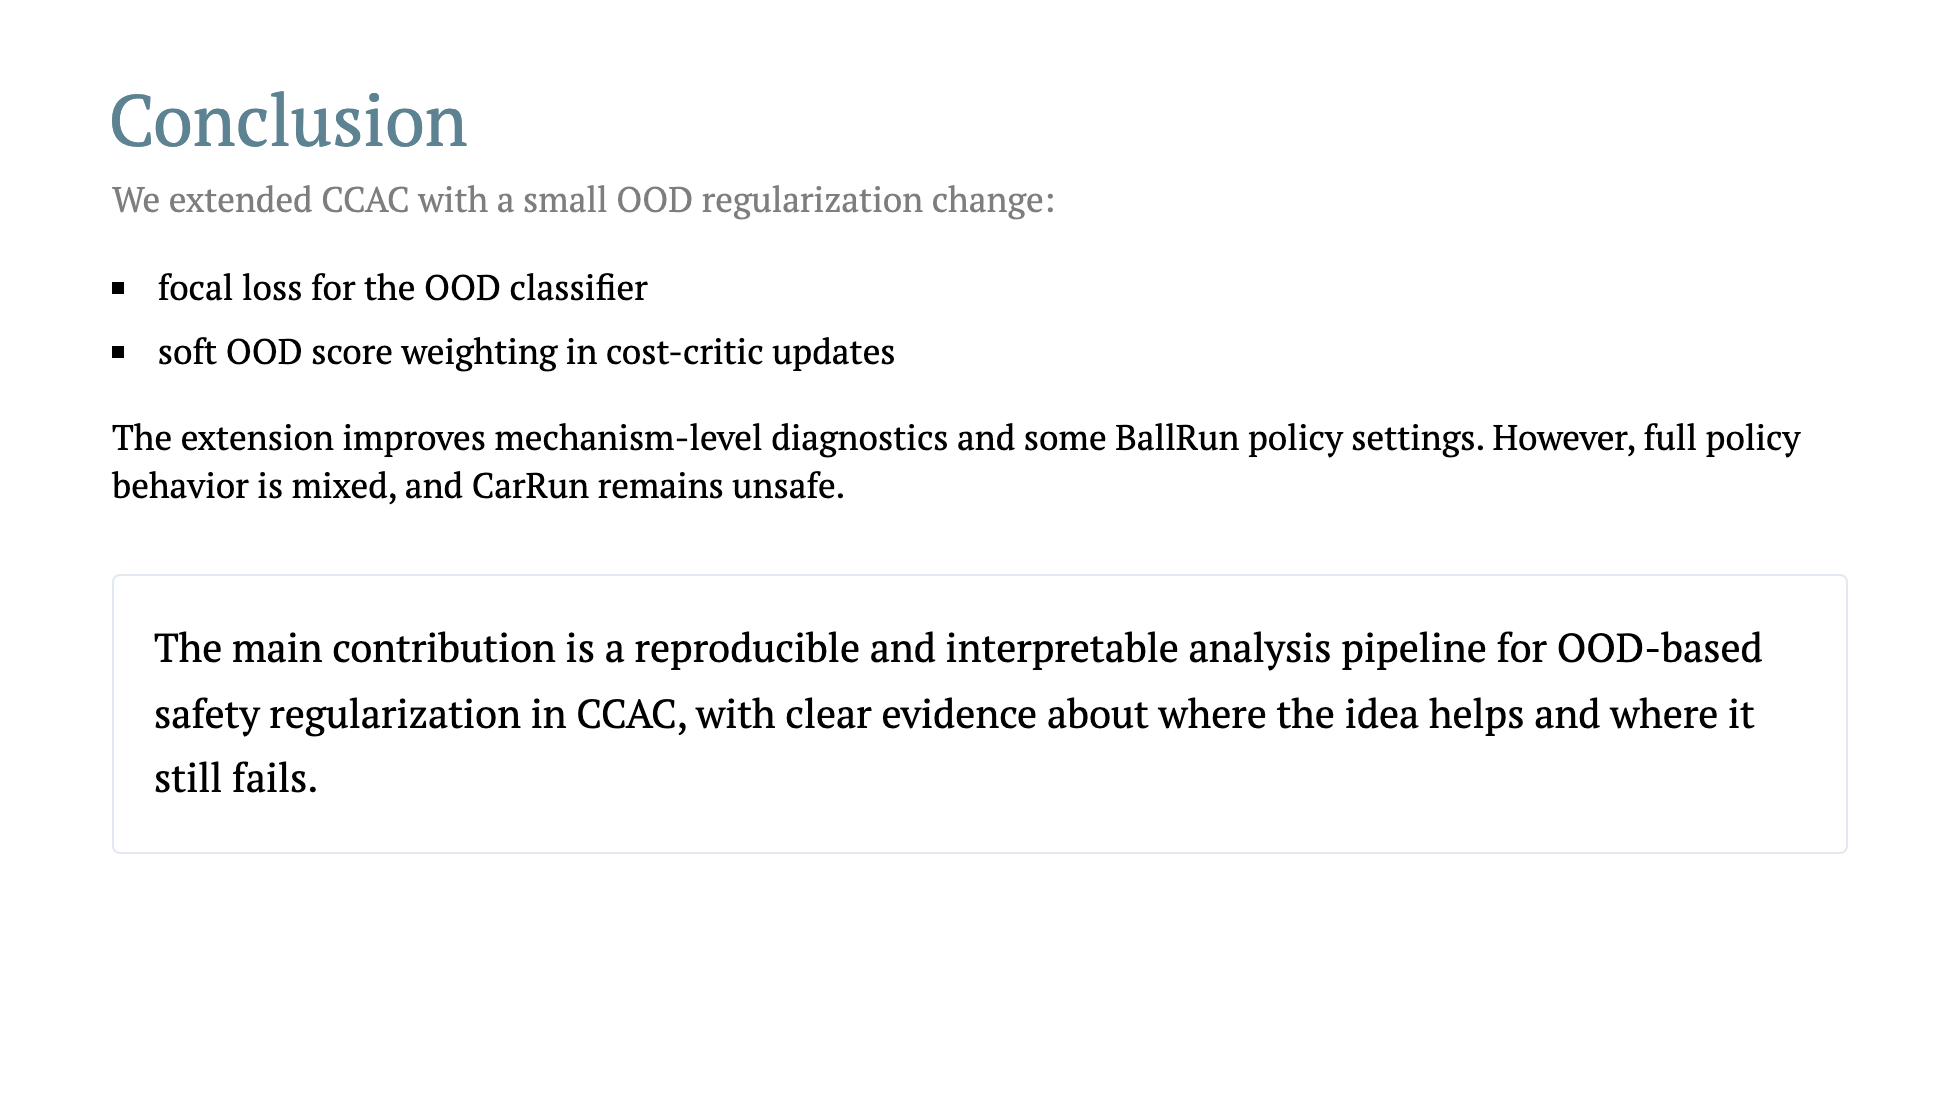 Conclusion
We extended CCAC with a small OOD regularization change:
▪ focal loss for the OOD classifier
▪ soft OOD score weighting in cost-critic updates
The extension improves mechanism-level diagnostics and some BallRun policy settings. However, full policy
behavior is mixed, and CarRun remains unsafe.
The main contribution is a reproducible and interpretable analysis pipeline for OOD-based
safety regularization in CCAC, with clear evidence about where the idea helps and where it
still fails.